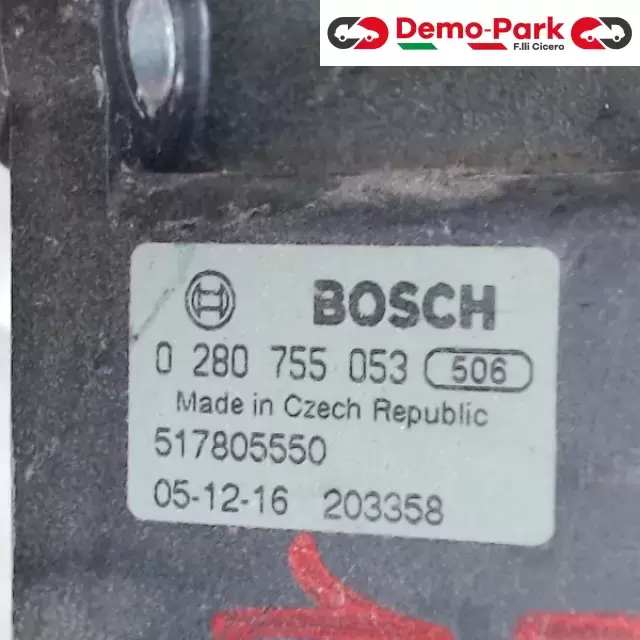 Demo-Park
F.lli Cicero
BOSCH
0 280 755 053 506
Made in Czech Republic
517805550
05-12-16 203358